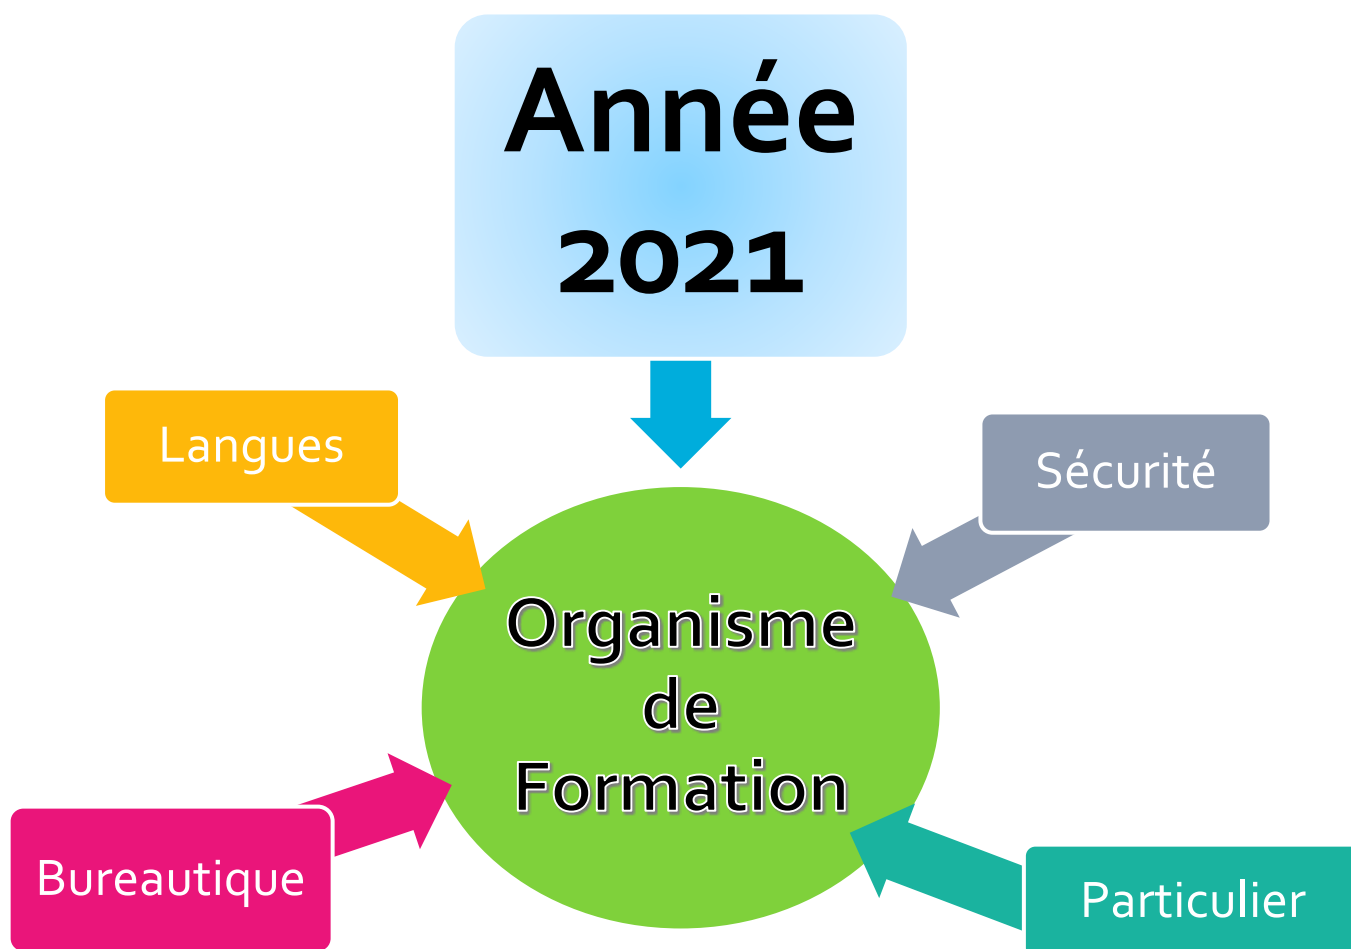 Année
2021
Langues
Sécurité
Organisme
de
Formation
Bureautique
Particulier